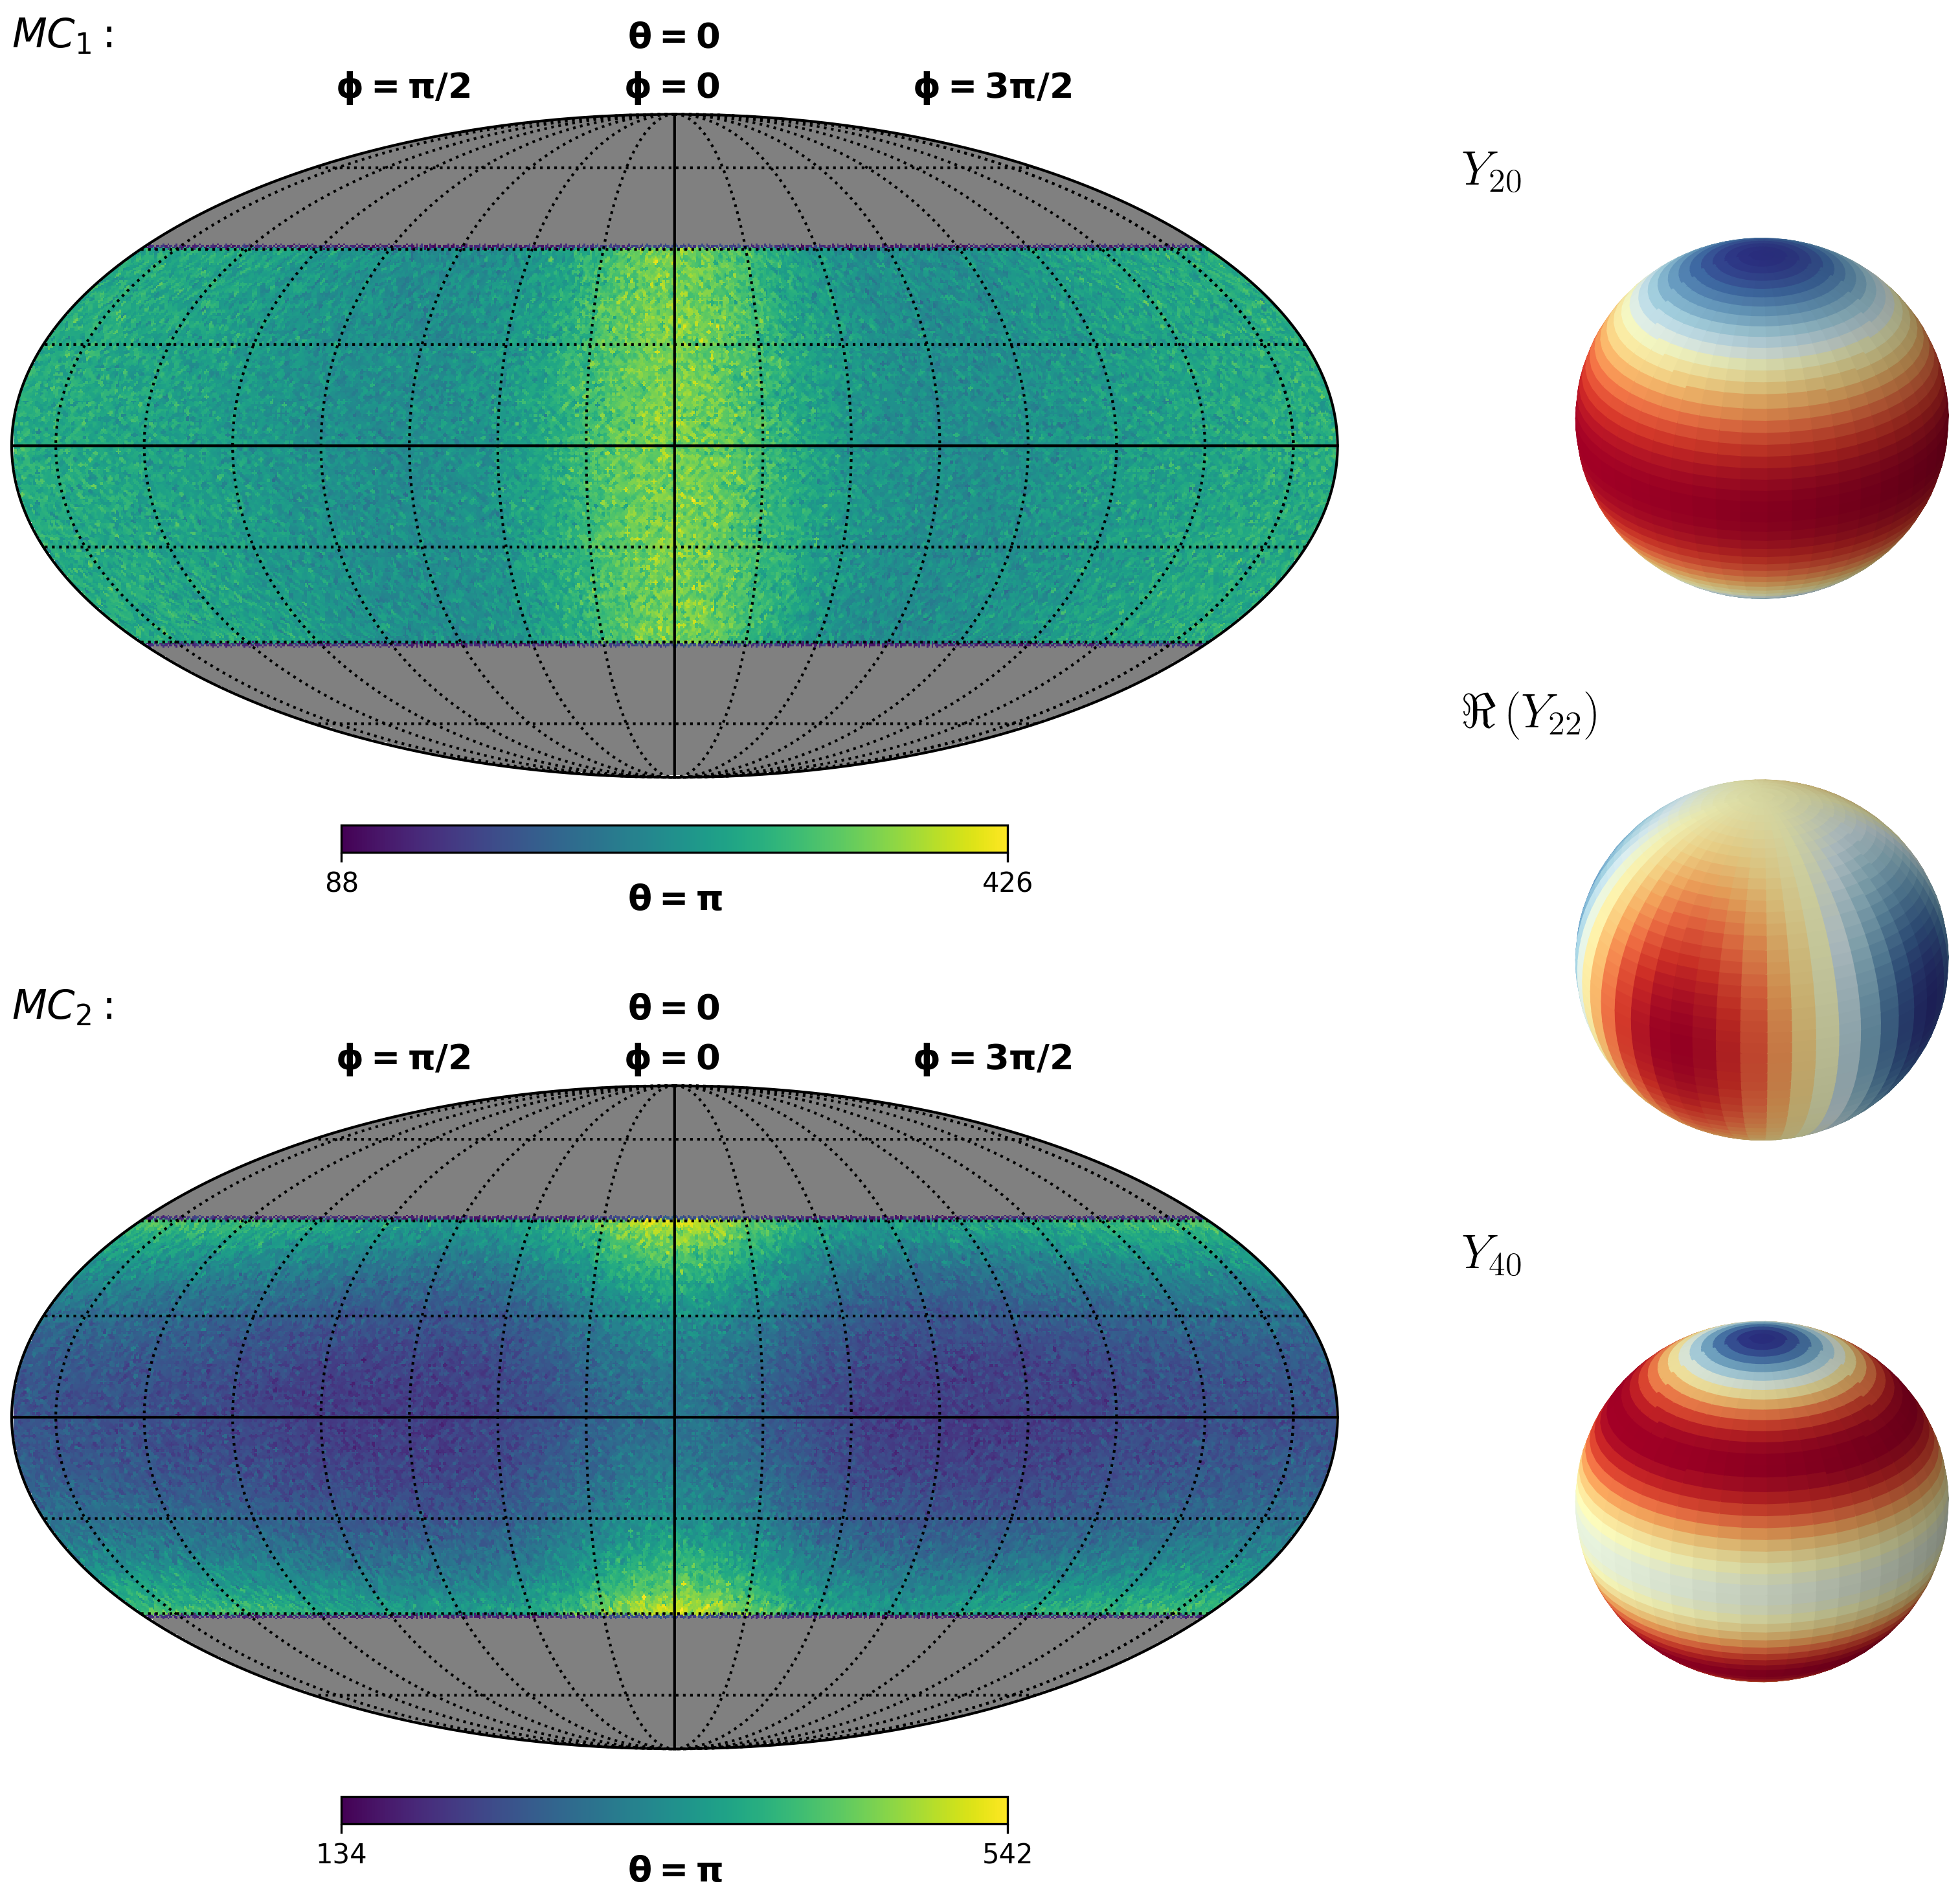 MC₁ :
θ = 0
ϕ = π/2 ϕ = 0 ϕ = 3π/2
88 426
θ = π
MC₂ :
θ = 0
ϕ = π/2 ϕ = 0 ϕ = 3π/2
134 542
θ = π
Y₂₀
ℜ (Y₂₂)
Y₄₀